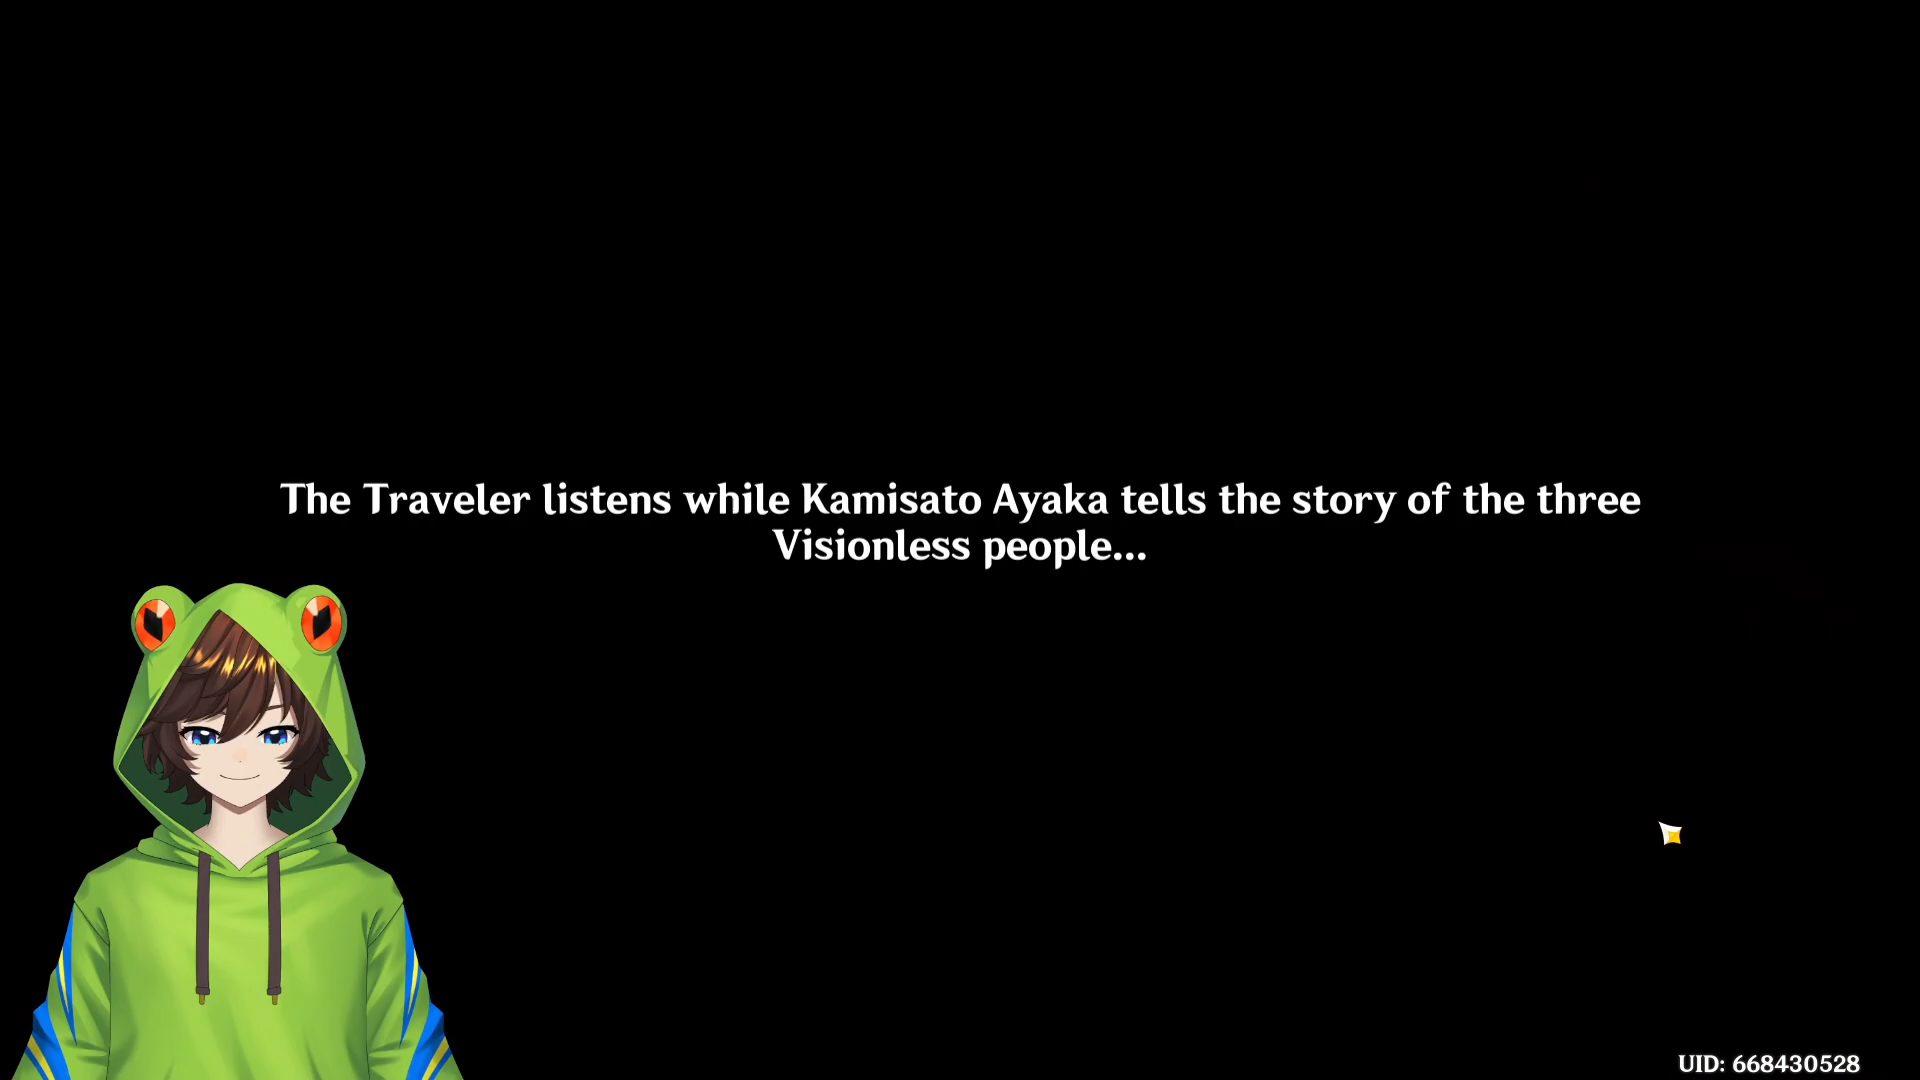 The Traveler listens while Kamisato Ayaka tells the story of the three
Visionless people...
UID: 668430528